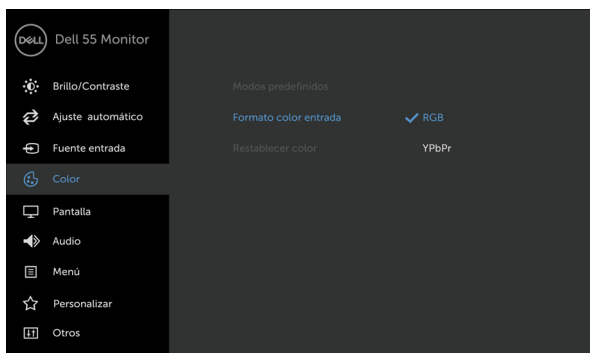 DELL Dell 55 Monitor
Brillo/Contraste
Modos predefinidos
Ajuste automático
Formato color entrada
RGB
Fuente entrada
Restablecer color
YPbPr
Color
Pantalla
Audio
Menú
Personalizar
Otros